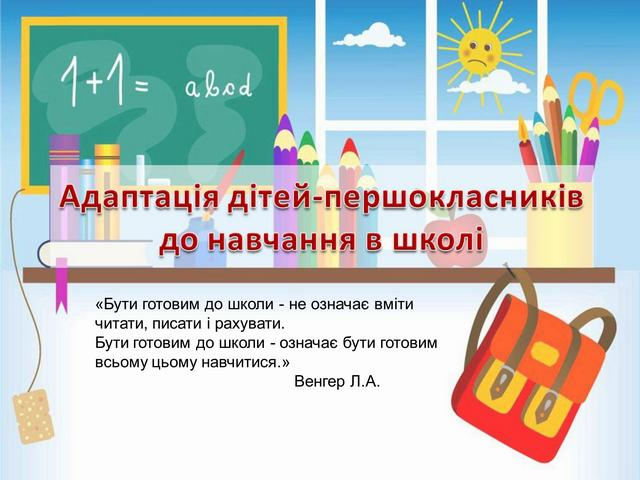 1+1=
abcd
Адаптація дітей-першокласників
до навчання в школі
«Бути готовим до школи - не означає вміти
читати, писати і рахувати.
Бути готовим до школи - означає бути готовим
всьому цьому навчитися.»
Венгер Л.А.